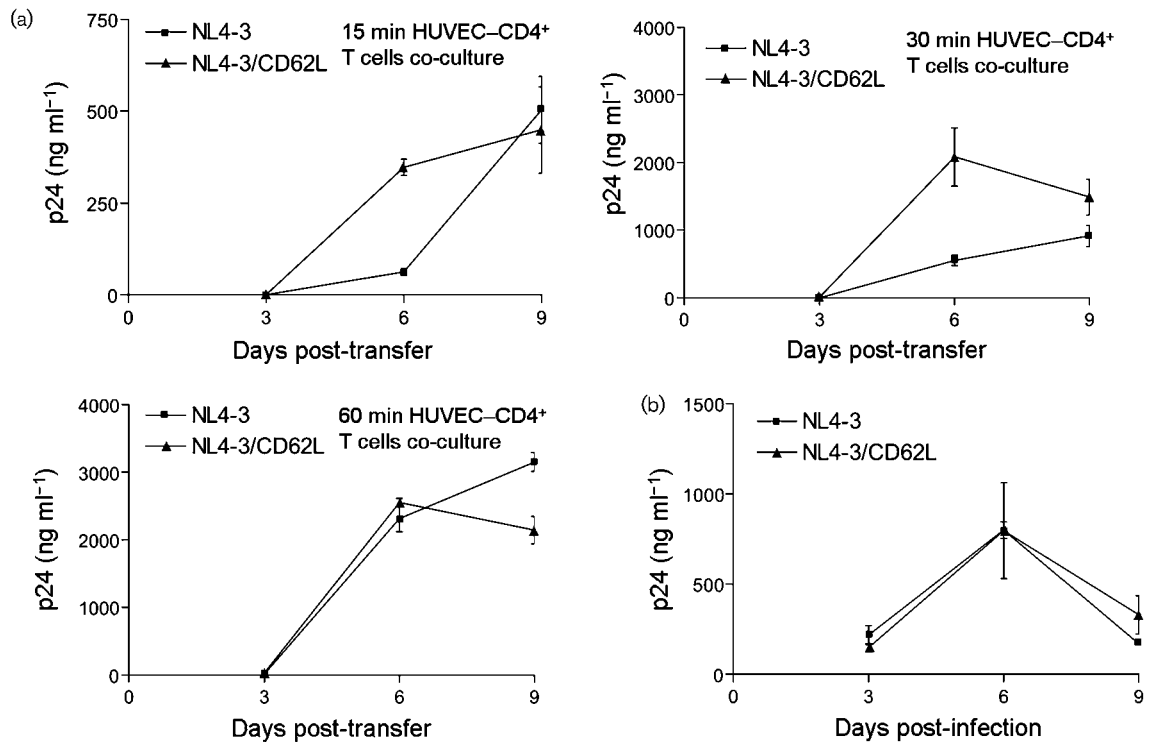 (a)
NL4-3
NL4-3/CD62L
15 min HUVEC–CD4⁺
T cells co-culture
p24 (ng ml⁻¹)
750
500
250
0
0 3 6 9
Days post-transfer
NL4-3
NL4-3/CD62L
30 min HUVEC–CD4⁺
T cells co-culture
p24 (ng ml⁻¹)
4000
3000
2000
1000
0
0 3 6 9
Days post-transfer
NL4-3
NL4-3/CD62L
60 min HUVEC–CD4⁺
T cells co-culture
p24 (ng ml⁻¹)
4000
3000
2000
1000
0
0 3 6 9
Days post-transfer
(b)
NL4-3
NL4-3/CD62L
p24 (ng ml⁻¹)
1500
1000
500
0
0 3 6 9
Days post-infection